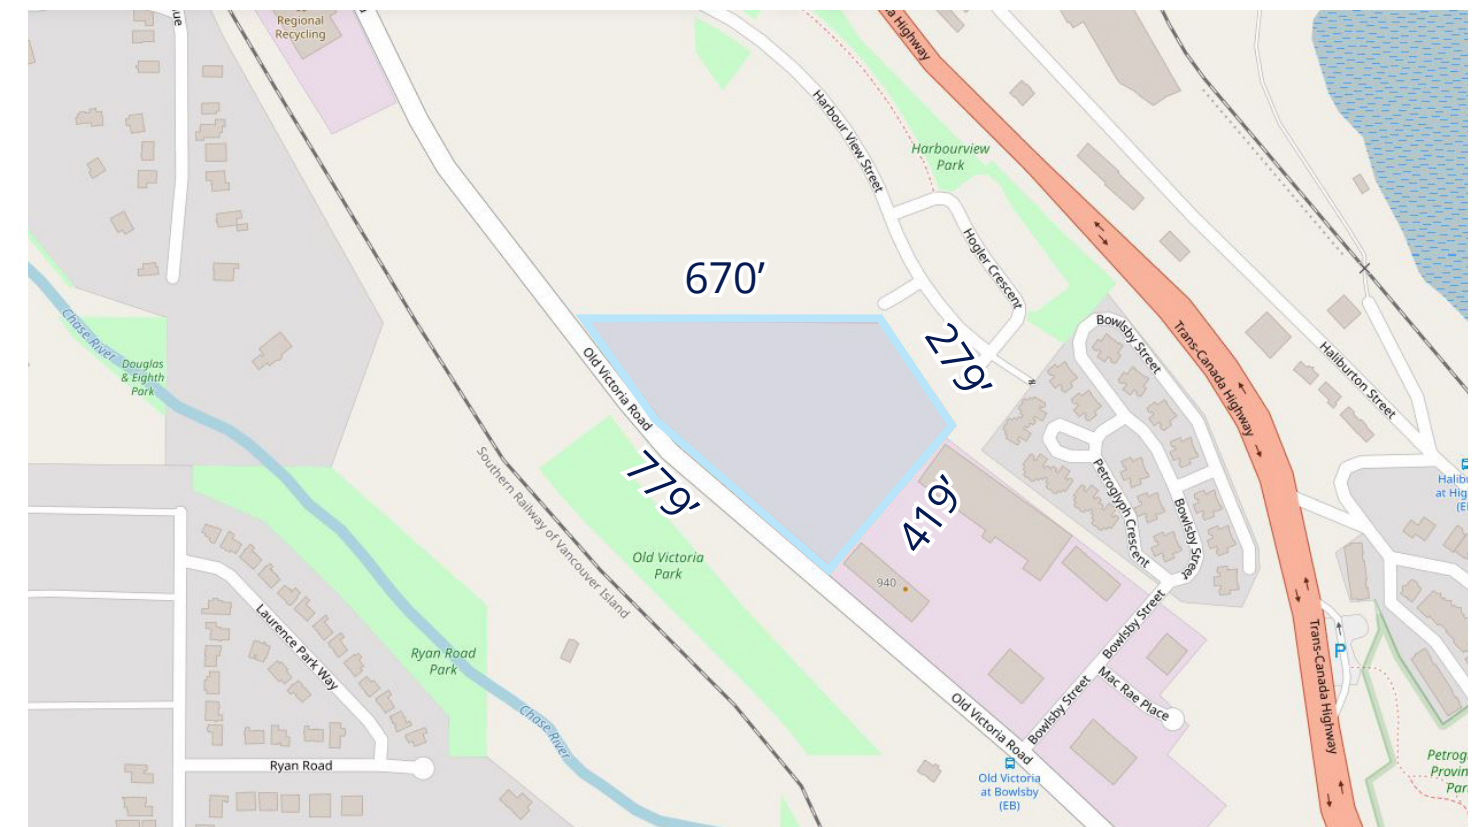 Regional
Recycling
Highway
Harbour View Street
Harbourview
Park
Hogler Crescent
670’
279’
Bowlsby Street
Trans-Canada Highway
Haliburton Street
Chase River
Douglas
& Eighth
Park
Old Victoria Road
779’
419’
Southern Railway of Vancouver Island
Petroglyph Crescent
Bowlsby Street
Old Victoria
Park
940
Laurence Park Way
Ryan Road
Park
Bowlsby Street
Mac Rae Place
Bowlsby Street
Trans-Canada Highway
P
Chase River
Old Victoria Road
Ryan Road
Old Victoria
at Bowlsby
(EB)